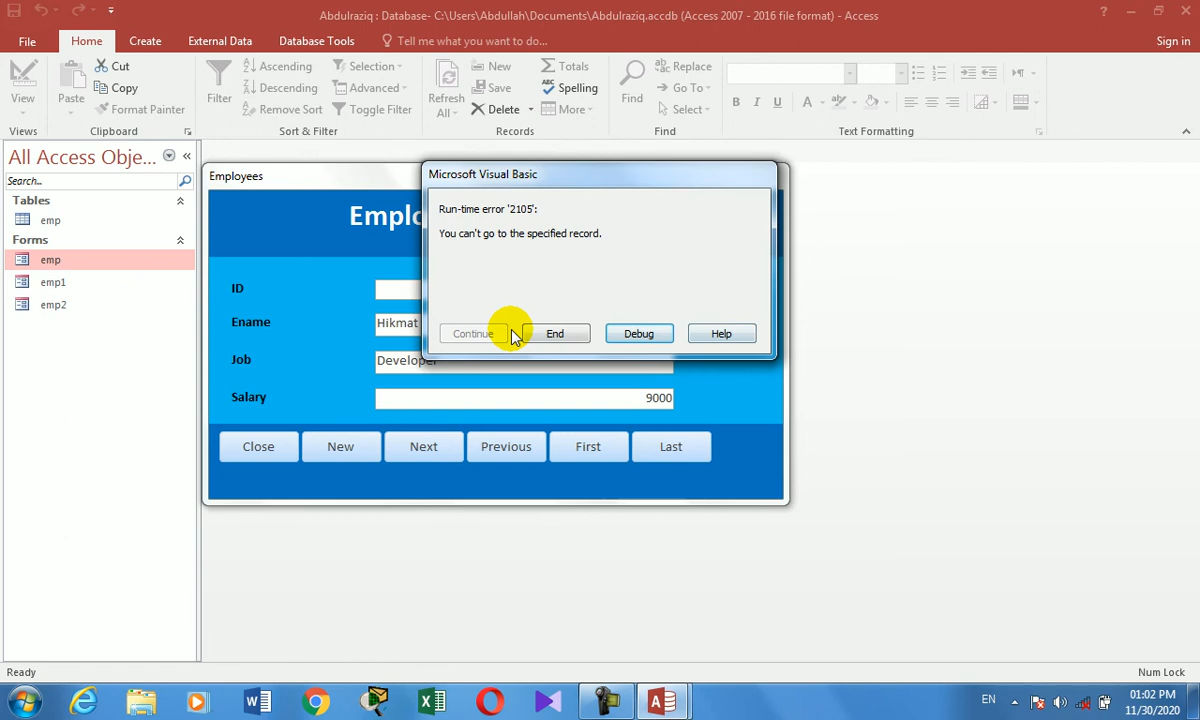 Abdulraziq : Database- C:\Users\Abdullah\Documents\Abdulraziq.accdb (Access 2007 - 2016 file format) - Access
File Home Create External Data Database Tools Tell me what you want to do... Sign in
View
Views
Paste
Cut
Copy
Format Painter
Clipboard
Filter
Ascending
Descending
Remove Sort
Selection
Advanced
Toggle Filter
Sort & Filter
Refresh
All
New
Save
Delete
Totals
Spelling
More
Records
Find
Replace
Go To
Select
Find
B I U A
Text Formatting
All Access Obje...
Search...
Tables
emp
Forms
emp
emp1
emp2
Employees
Emplo
ID
Ename Hikmat
Job Developer
Salary 9000
Close New Next Previous First Last
Microsoft Visual Basic
Run-time error '2105':
You can't go to the specified record.
Continue End Debug Help
Ready Num Lock
EN
01:02 PM
11/30/2020